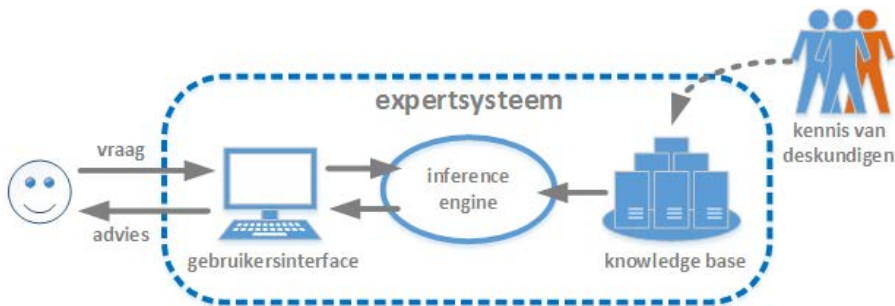 expertsysteem
kennis van
deskundigen
vraag
inference
engine
advies
gebruikersinterface
knowledge base